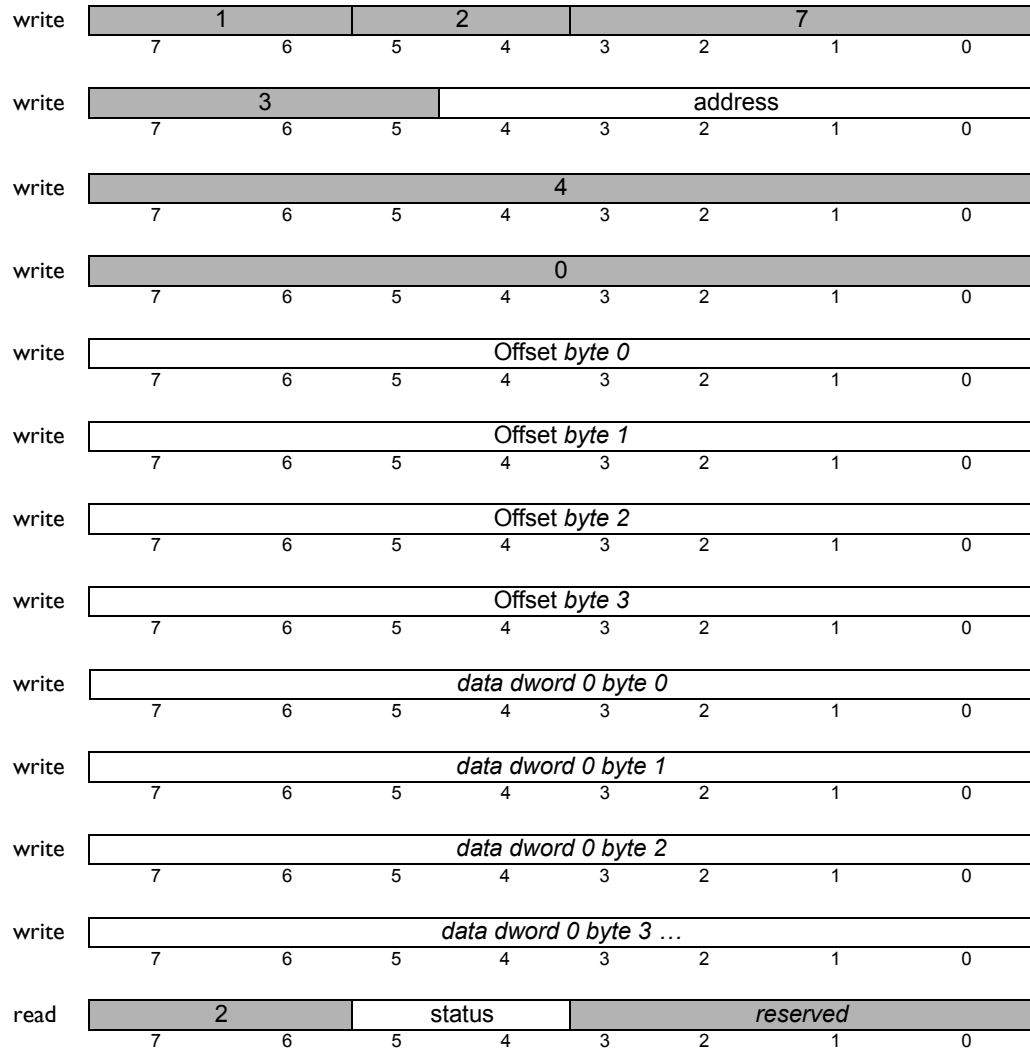 write 1 2 7
7 6 5 4 3 2 1 0
write 3 address
7 6 5 4 3 2 1 0
write 4
7 6 5 4 3 2 1 0
write 0
7 6 5 4 3 2 1 0
write Offset byte 0
7 6 5 4 3 2 1 0
write Offset byte 1
7 6 5 4 3 2 1 0
write Offset byte 2
7 6 5 4 3 2 1 0
write Offset byte 3
7 6 5 4 3 2 1 0
write data dword 0 byte 0
7 6 5 4 3 2 1 0
write data dword 0 byte 1
7 6 5 4 3 2 1 0
write data dword 0 byte 2
7 6 5 4 3 2 1 0
write data dword 0 byte 3 …
7 6 5 4 3 2 1 0
read 2 status reserved
7 6 5 4 3 2 1 0